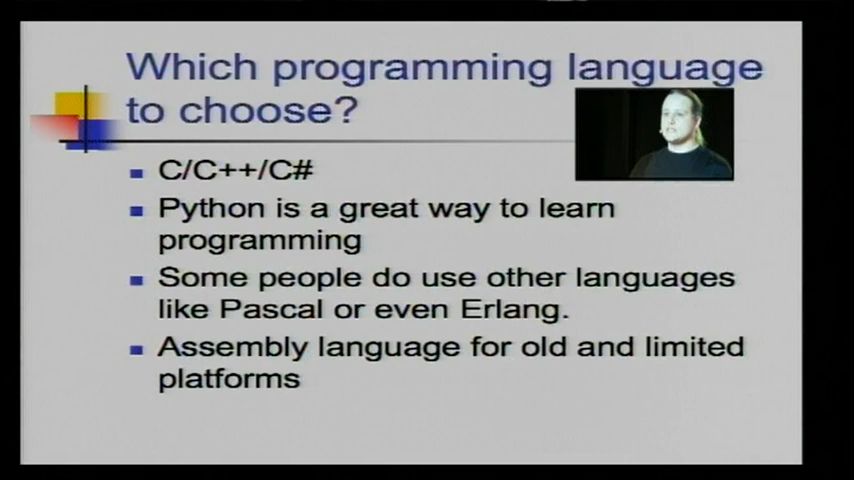 Which programming language
to choose?
C/C++/C#
Python is a great way to learn
programming
Some people do use other languages
like Pascal or even Erlang.
Assembly language for old and limited
platforms